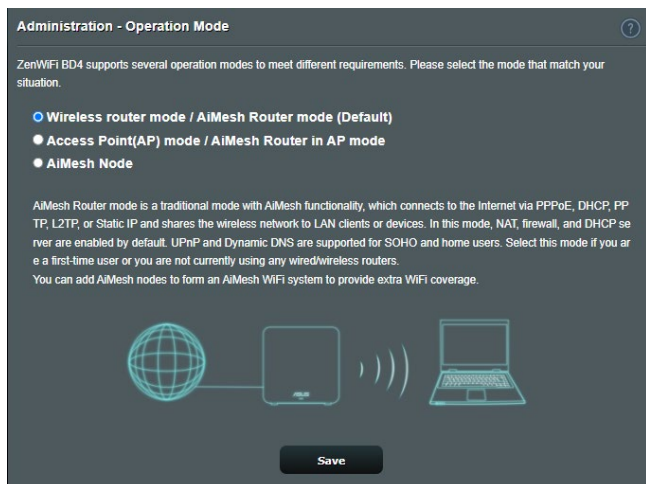 Administration - Operation Mode
?
ZenWiFi BD4 supports several operation modes to meet different requirements. Please select the mode that match your
situation.
Wireless router mode / AiMesh Router mode (Default)
Access Point(AP) mode / AiMesh Router in AP mode
AiMesh Node
AiMesh Router mode is a traditional mode with AiMesh functionality, which connects to the Internet via PPPoE, DHCP, PP
TP, L2TP, or Static IP and shares the wireless network to LAN clients or devices. In this mode, NAT, firewall, and DHCP se
rver are enabled by default. UPnP and Dynamic DNS are supported for SOHO and home users. Select this mode if you ar
e a first-time user or you are not currently using any wired/wireless routers.
You can add AiMesh nodes to form an AiMesh WiFi system to provide extra WiFi coverage.
ASUS
Save